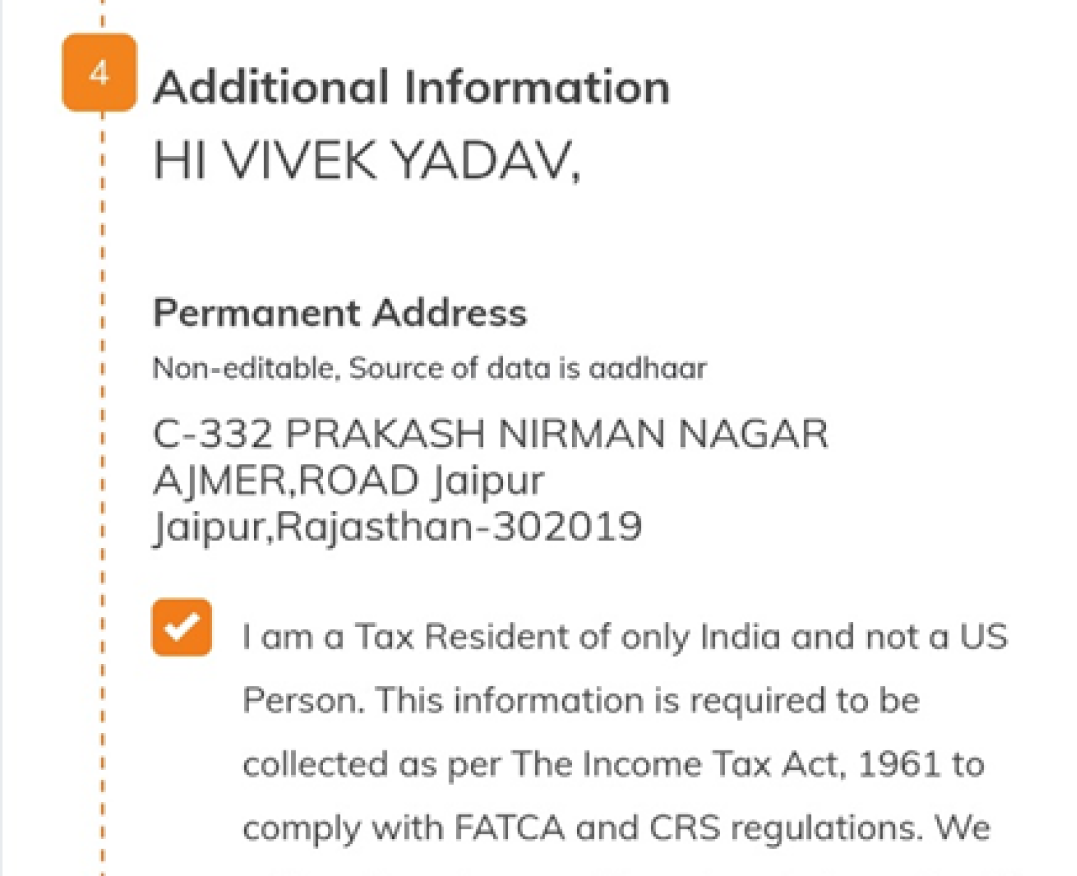 4
Additional Information
HI VIVEK YADAV,
Permanent Address
Non-editable, Source of data is aadhaar
C-332 PRAKASH NIRMAN NAGAR
AJMER,ROAD Jaipur
Jaipur,Rajasthan-302019
I am a Tax Resident of only India and not a US
Person. This information is required to be
collected as per The Income Tax Act, 1961 to
comply with FATCA and CRS regulations. We